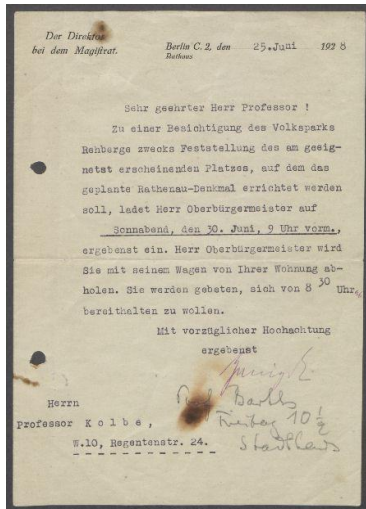 Der Direktor
bei dem Magistrat.
Berlin C. 2, den 25.Juni 1928
Rathaus
Sehr geehrter Herr Professor !
Zu einer Besichtigung des Volksparks
Rehberge zwecks Feststellung des am geeig-
netst erscheinenden Platzes, auf dem das
geplante Rathenau-Denkmal errichtet werden
soll, ladet Herr Oberbürgermeister auf
Sonnabend, den 30. Juni, 9 Uhr vorm.,
ergebenst ein. Herr Oberbürgermeister wird
Sie mit seinem Wagen von Ihrer Wohnung ab-
holen. Sie werden gebeten, sich von 8 30 Uhr
bereithalten zu wollen.
Mit vorzüglicher Hochachtung
ergebenst
Freitag 10 1/2
Stadthaus
Herrn
Professor K o l b e ,
W.10, Regentenstr. 24.